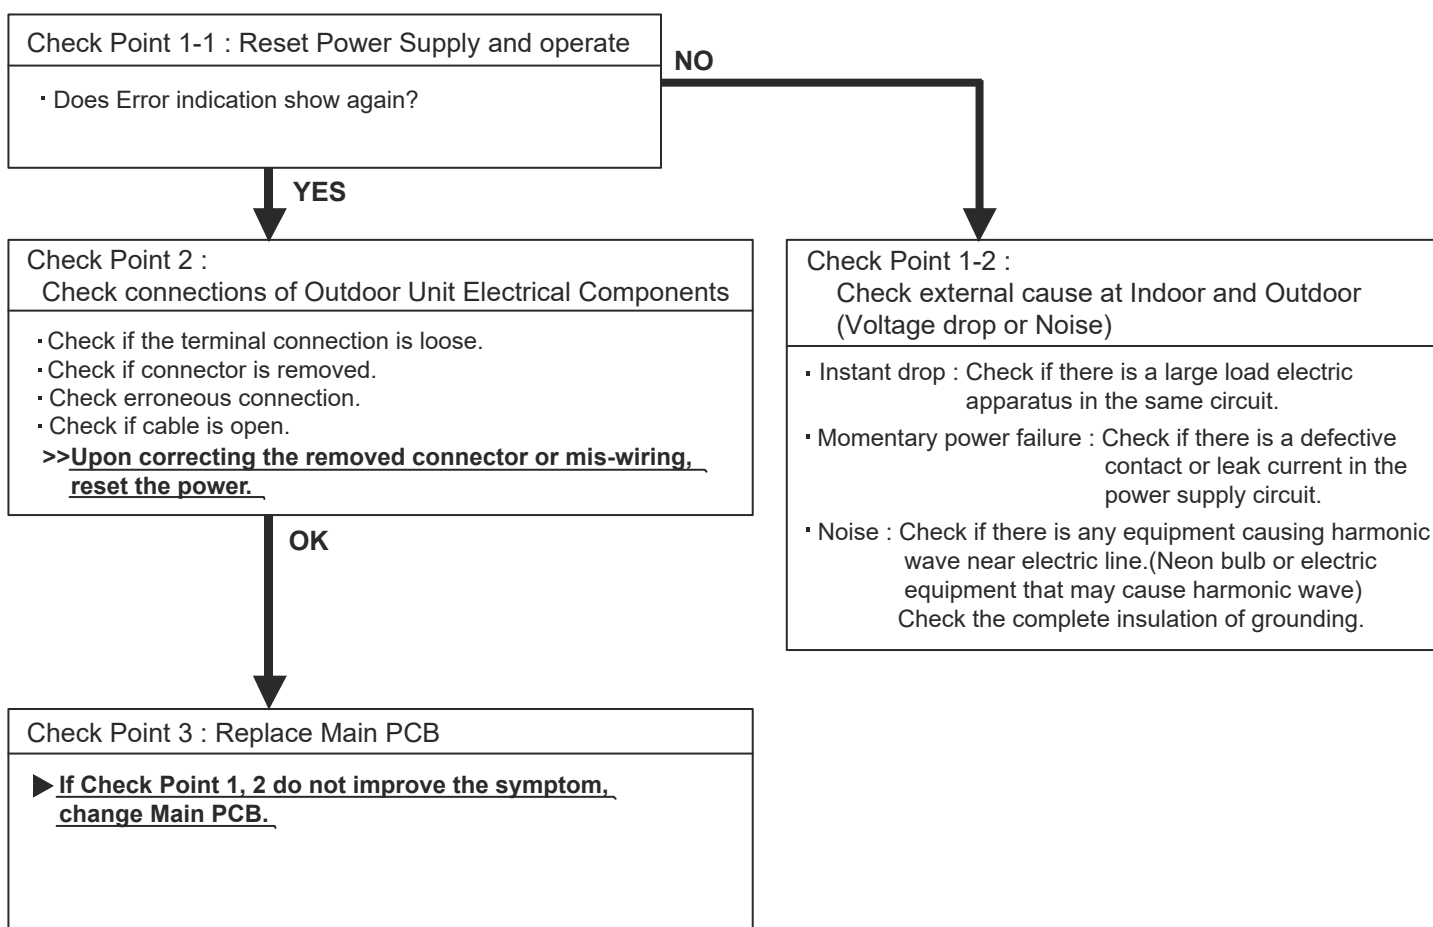 Check Point 1-1 : Reset Power Supply and operate
・Does Error indication show again?
NO
YES
Check Point 2 :
Check connections of Outdoor Unit Electrical Components
・Check if the terminal connection is loose.
・Check if connector is removed.
・Check erroneous connection.
・Check if cable is open.
>>Upon correcting the removed connector or mis-wiring,
reset the power.
OK
Check Point 3 : Replace Main PCB
▶If Check Point 1, 2 do not improve the symptom,
change Main PCB.
Check Point 1-2 :
Check external cause at Indoor and Outdoor
(Voltage drop or Noise)
・Instant drop : Check if there is a large load electric
apparatus in the same circuit.
・Momentary power failure : Check if there is a defective
contact or leak current in the
power supply circuit.
・Noise : Check if there is any equipment causing harmonic
wave near electric line.(Neon bulb or electric
equipment that may cause harmonic wave)
Check the complete insulation of grounding.